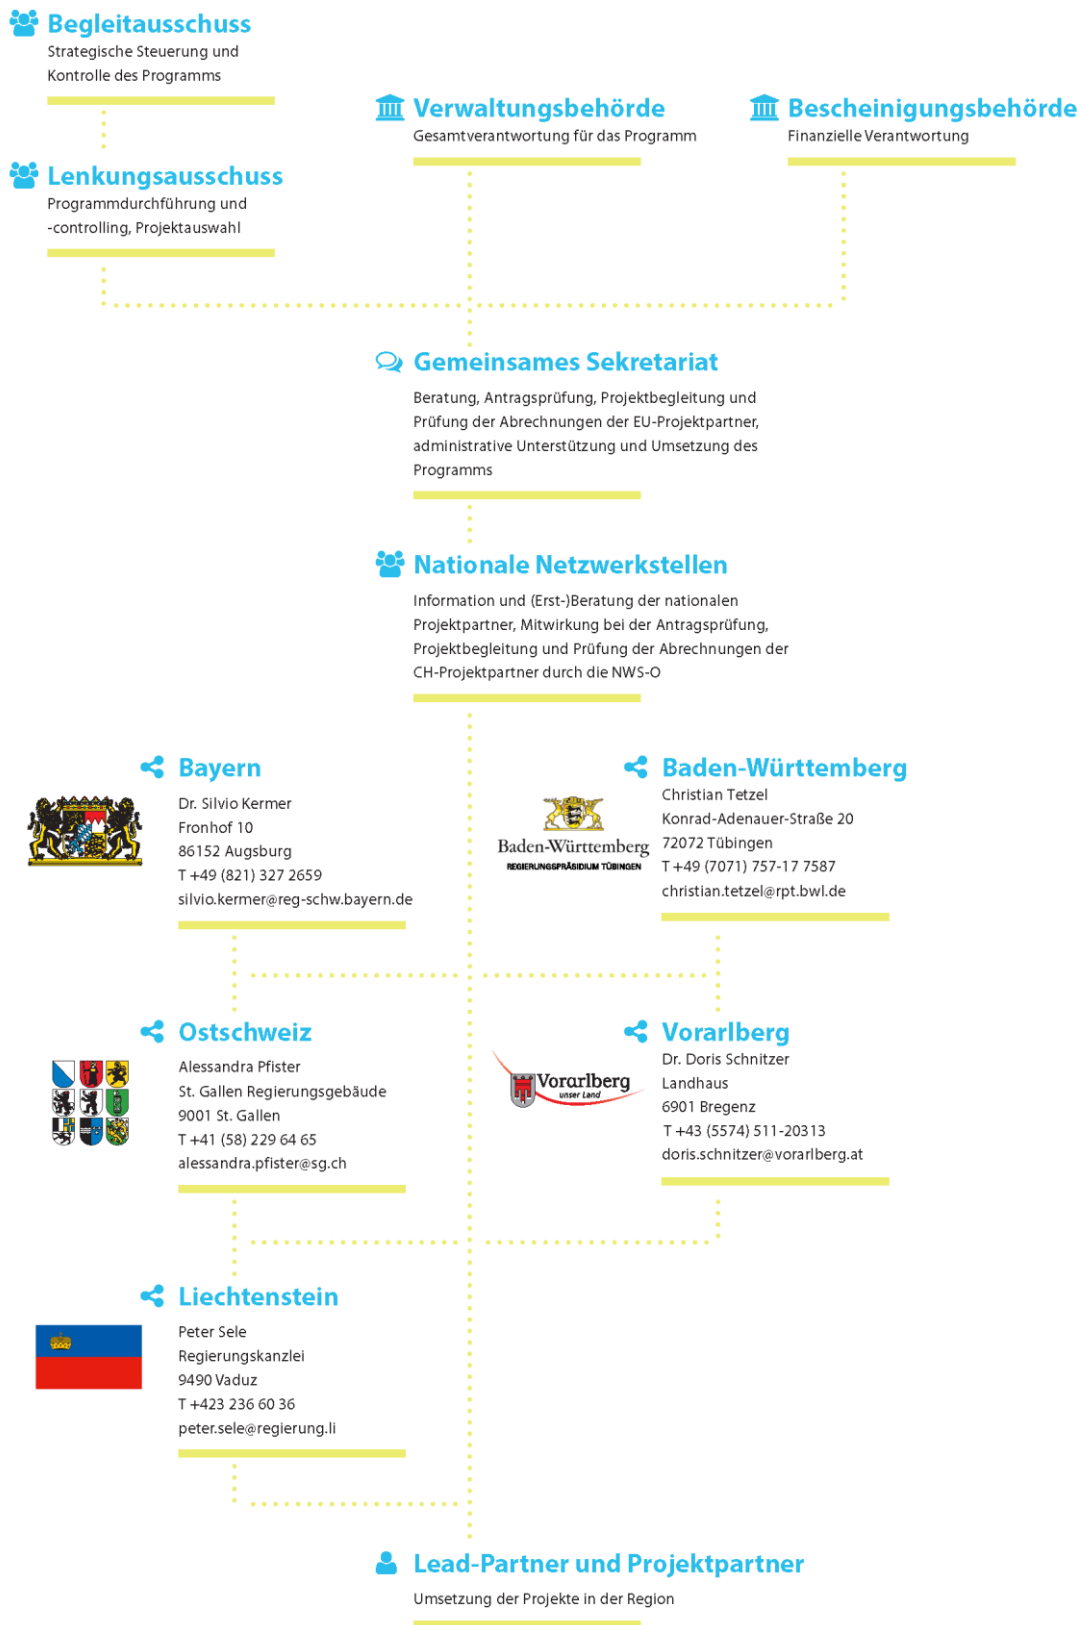 Begleitausschuss
Strategische Steuerung und
Kontrolle des Programms
Verwaltungsbehörde
Gesamtverantwortung für das Programm
Bescheinigungsbehörde
Finanzielle Verantwortung
Lenkungsausschuss
Programmdurchführung und
-controlling, Projektauswahl
Gemeinsames Sekretariat
Beratung, Antragsprüfung, Projektbegleitung und
Prüfung der Abrechnungen der EU-Projektpartner,
administrative Unterstützung und Umsetzung des
Programms
Nationale Netzwerkstellen
Information und (Erst-)Beratung der nationalen
Projektpartner, Mitwirkung bei der Antragsprüfung,
Projektbegleitung und Prüfung der Abrechnungen der
CH-Projektpartner durch die NWS-O
Bayern
Dr. Silvio Kermer
Fronhof 10
86152 Augsburg
T +49 (821) 327 2659
silvio.kermer@reg-schw.bayern.de
Baden-Württemberg
REGIERUNGSPRÄSIDIUM TÜBINGEN
Baden-Württemberg
Christian Tetzel
Konrad-Adenauer-Straße 20
72072 Tübingen
T +49 (7071) 757-17 7587
christian.tetzel@rpt.bwl.de
Ostschweiz
Alessandra Pfister
St. Gallen Regierungsgebäude
9001 St. Gallen
T +41 (58) 229 64 65
alessandra.pfister@sg.ch
Vorarlberg
unser Land
Vorarlberg
Dr. Doris Schnitzer
Landhaus
6901 Bregenz
T +43 (5574) 511-20313
doris.schnitzer@vorarlberg.at
Liechtenstein
Peter Sele
Regierungskanzlei
9490 Vaduz
T +423 236 60 36
peter.sele@regierung.li
Lead-Partner und Projektpartner
Umsetzung der Projekte in der Region